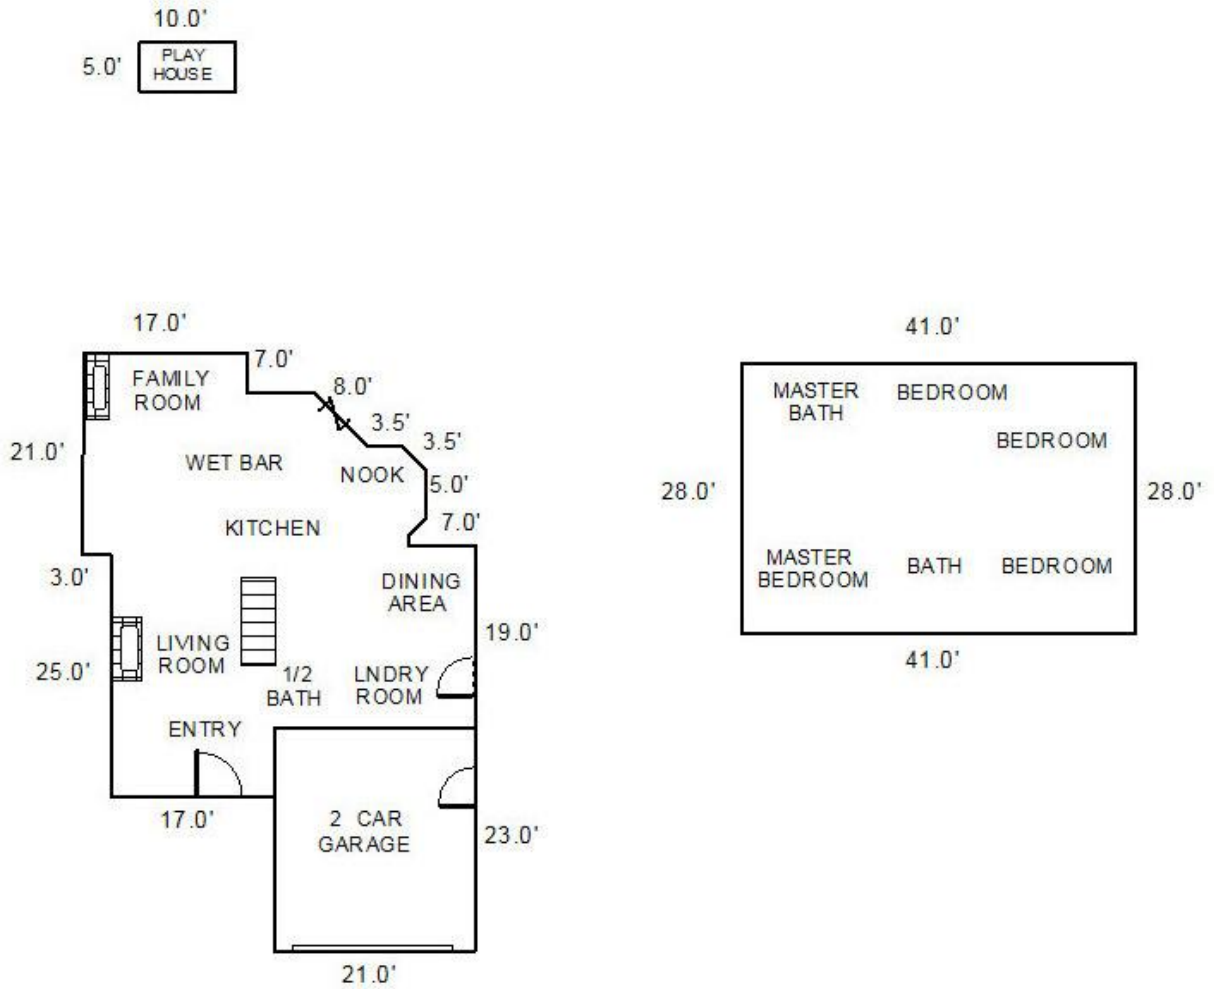 10.0'
5.0'
PLAY
HOUSE
17.0'
7.0'
8.0'
3.5'
3.5'
5.0'
7.0'
21.0'
FAMILY
ROOM
WET BAR
NOOK
KITCHEN
3.0'
DINING
AREA
19.0'
25.0'
LIVING
ROOM
1/2
BATH
LNDRY
ROOM
ENTRY
17.0'
2 CAR
GARAGE
23.0'
21.0'
41.0'
MASTER
BATH
BEDROOM
BEDROOM
28.0'
28.0'
MASTER
BEDROOM
BATH
BEDROOM
41.0'